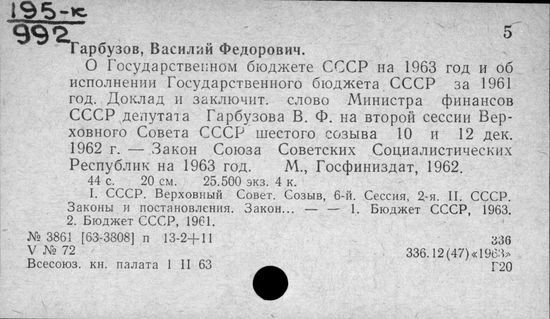 195-к
992
5
Гарбузов, Василий Федорович.
О Государственном бюджете СССР на 1963 год и об
исполнении Государственного бюджета СССР за 1961
год. Доклад и заключит. слово Министра финансов
СССР депутата Гарбузова В. Ф. на второй сессии Вер-
ховного Совета СССР шестого созыва 10 и 12 дек.
1962 г. — Закон Союза Советских Социалистических
Республик на 1963 год. М., Госфиниздат, 1962.
44 с. 20 см. 25.500 экз. 4 к.
I. СССР. Верховный Совет. Созыв, 6-й. Сессия, 2-я. II. СССР.
Законы и постановления. Закон... — — 1. Бюджет СССР, 1963.
2. Бюджет СССР, 1961.
№ 3861 [63-3808] п 13-2+11
336
V № 72
336.12(47)«1963»
Всесоюз. кн. палата 1 II 63
Г20